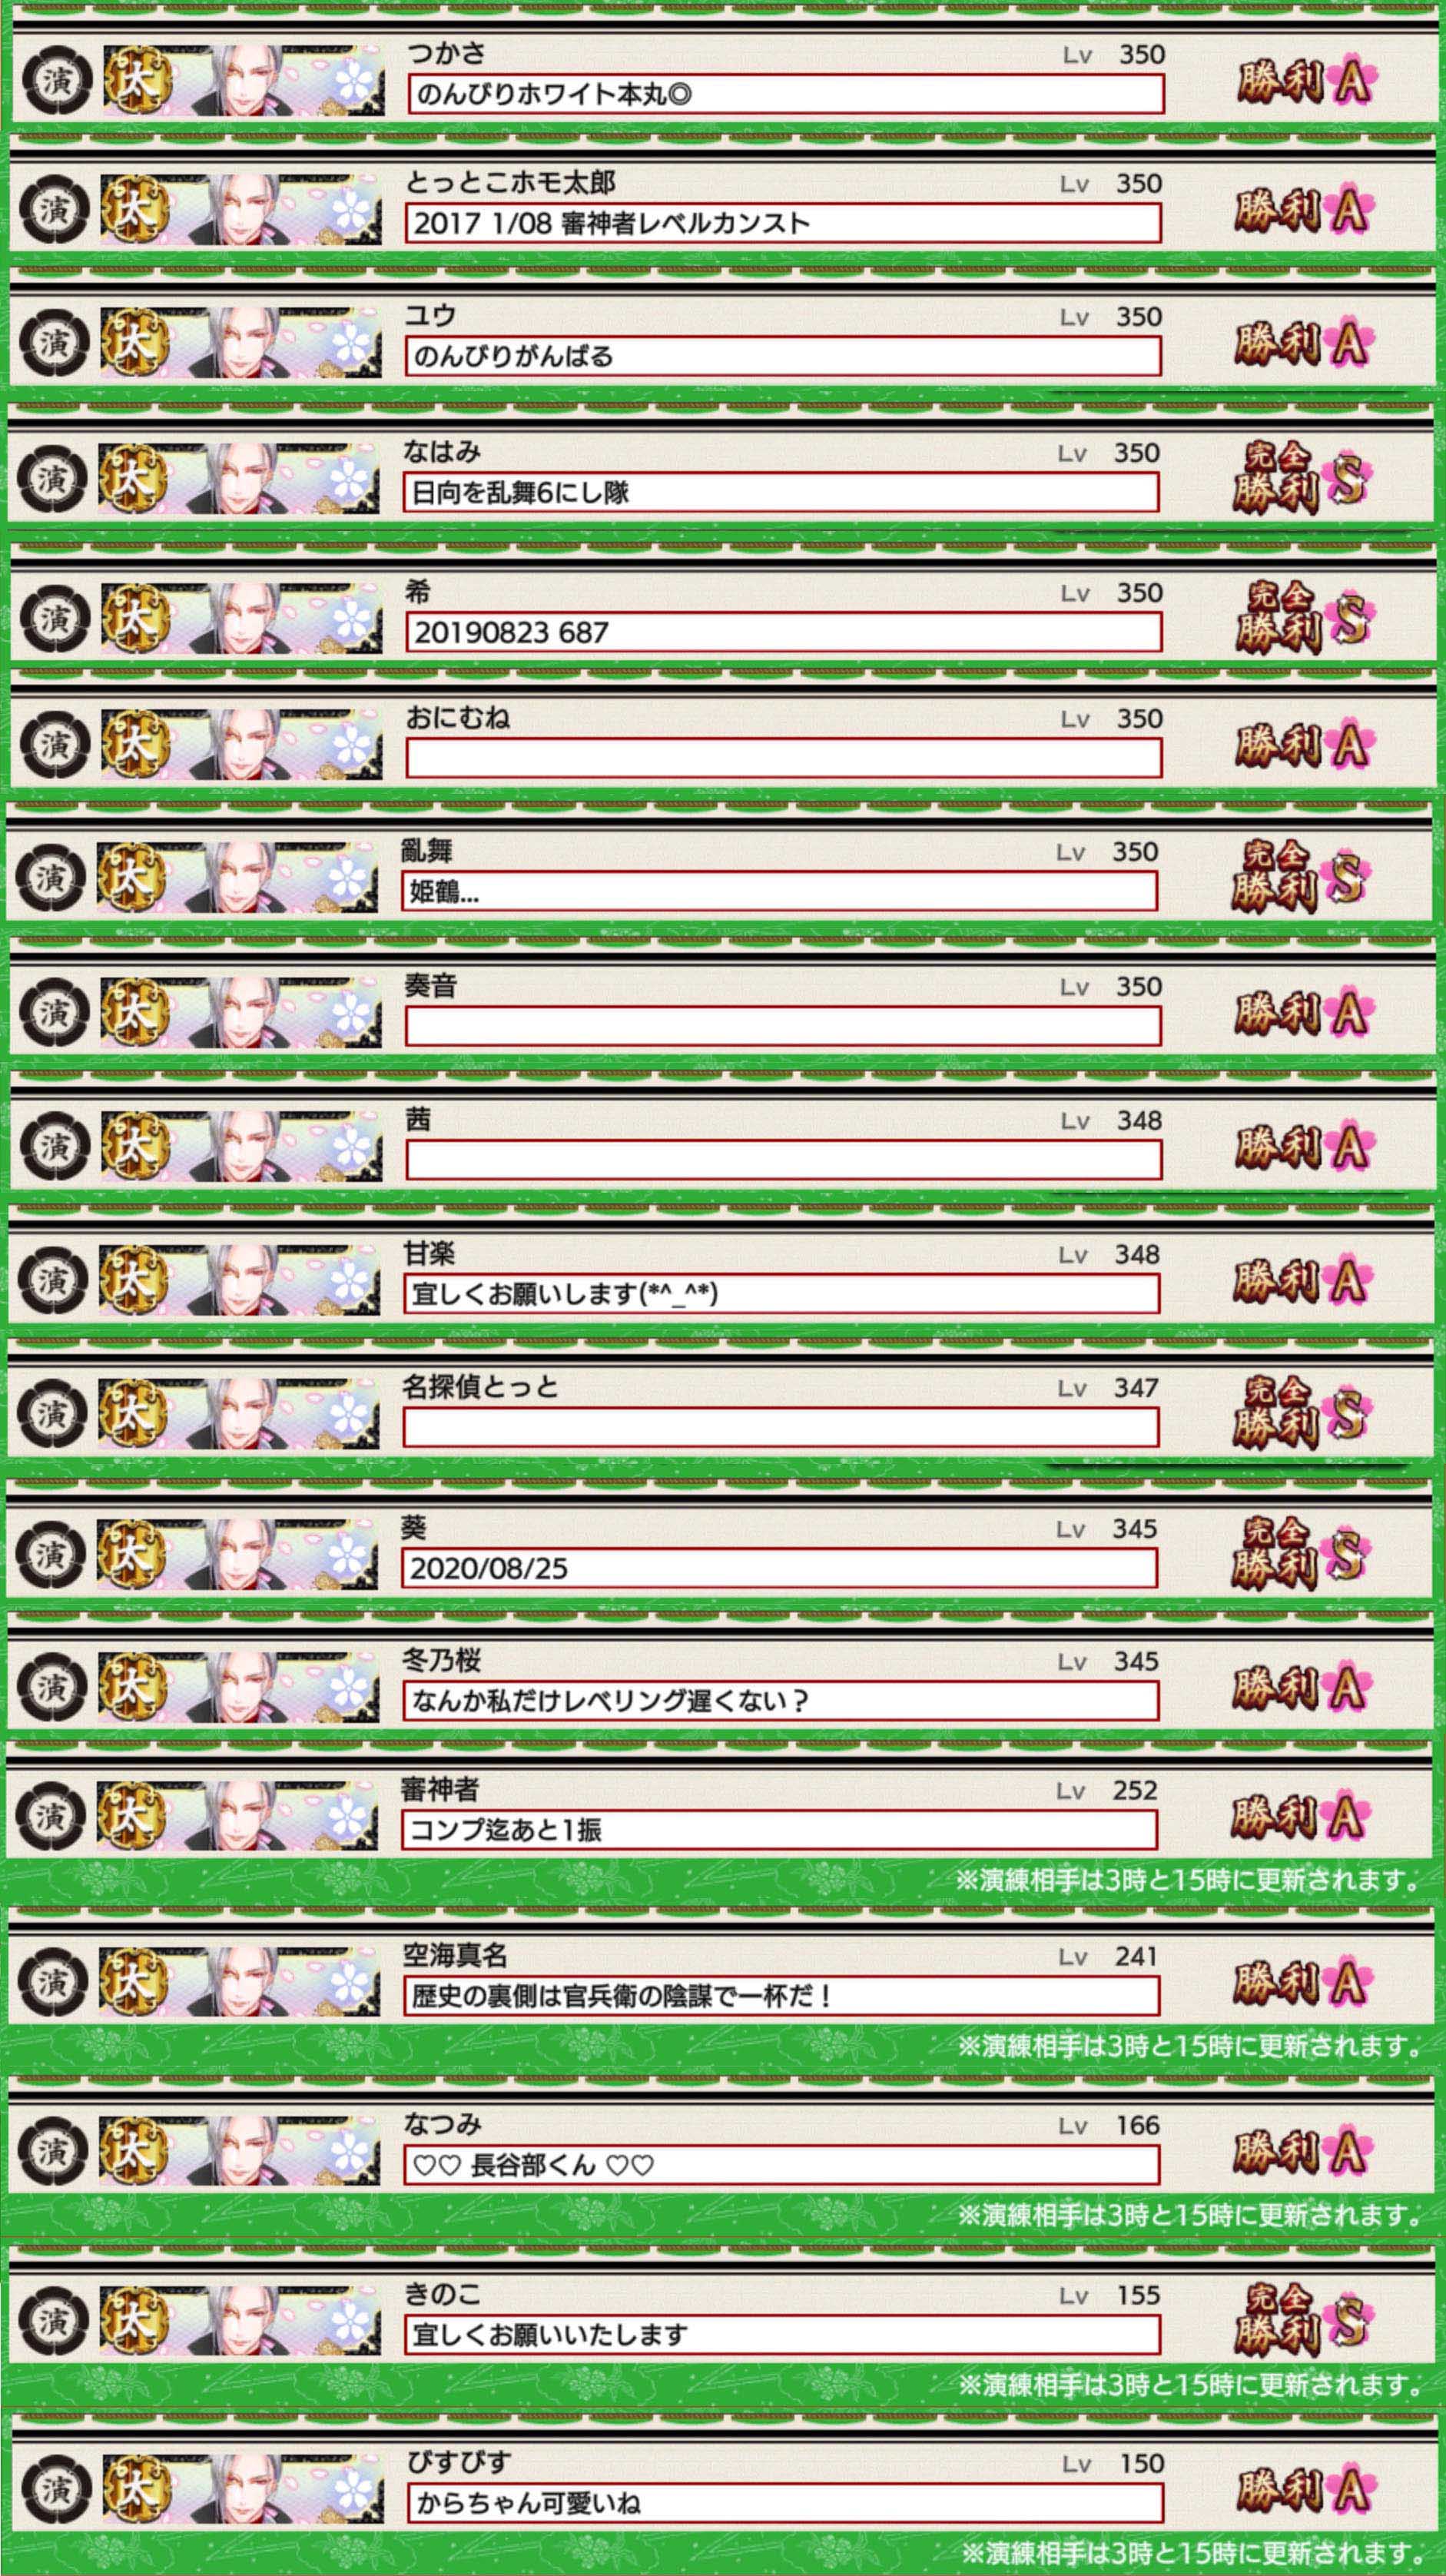 つかさ Lv 350
演 太 のんびりホワイト本丸◎ 勝利A
とっとこホモ太郎 Lv 350
演 太 2017 1/08 審神者レベルカンスト 勝利A
ユウ Lv 350
演 太 のんびりがんばる 勝利A
なはみ Lv 350 完全
演 太 日向を乱舞6にし隊 勝利S
希 Lv 350 完全
演 太 20190823 687 勝利S
おにむね Lv 350
演 太 勝利A
亂舞 Lv 350 完全
演 太 姫鶴... 勝利S
奏音 Lv 350
演 太 勝利A
茜 Lv 348
演 太 勝利A
甘楽 Lv 348
演 太 宜しくお願いします(*^_^*) 勝利A
名探偵とっと Lv 347 完全
演 太 勝利S
葵 Lv 345 完全
演 太 2020/08/25 勝利S
冬乃桜 Lv 345
演 太 なんか私だけレベリング遅くない？ 勝利A
審神者 Lv 252
演 太 コンプ迄あと1振 勝利A
※演練相手は3時と15時に更新されます。
空海真名 Lv 241
演 太 歴史の裏側は官兵衛の陰謀で一杯だ！ 勝利A
※演練相手は3時と15時に更新されます。
なつみ Lv 166
演 太 ♡♡ 長谷部くん ♡♡ 勝利A
※演練相手は3時と15時に更新されます。
きのこ Lv 155 完全
演 太 宜しくお願いいたします 勝利S
※演練相手は3時と15時に更新されます。
びすびす Lv 150
演 太 からちゃん可愛いね 勝利A
※演練相手は3時と15時に更新されます。